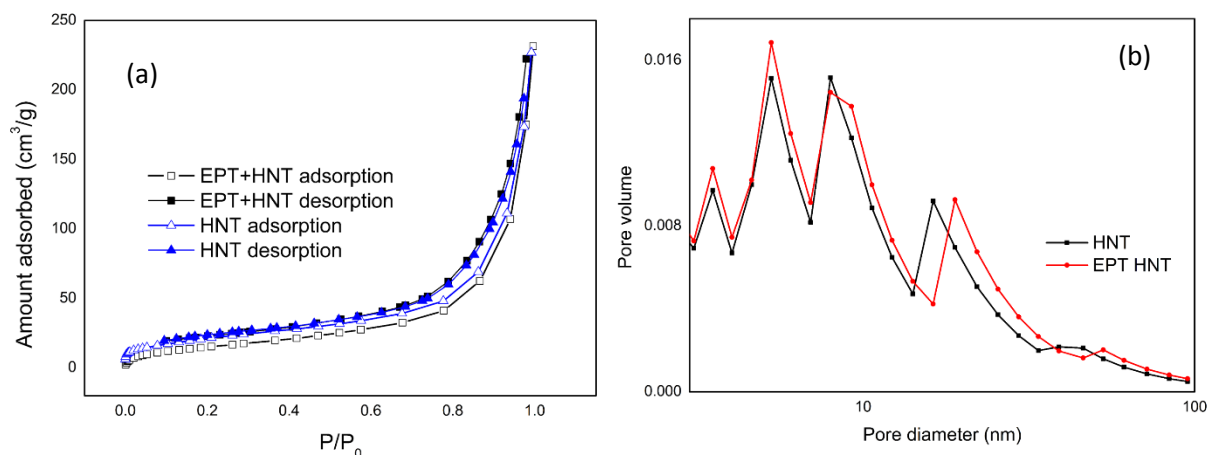 (a)
250
200
150
100
50
0
Amount adsorbed (cm³/g)
EPT+HNT adsorption
EPT+HNT desorption
HNT adsorption
HNT desorption
0.0 0.2 0.4 0.6 0.8 1.0
P/P₀
(b)
0.016
0.008
0.000
Pore volume
HNT
EPT HNT
10 100
Pore diameter (nm)